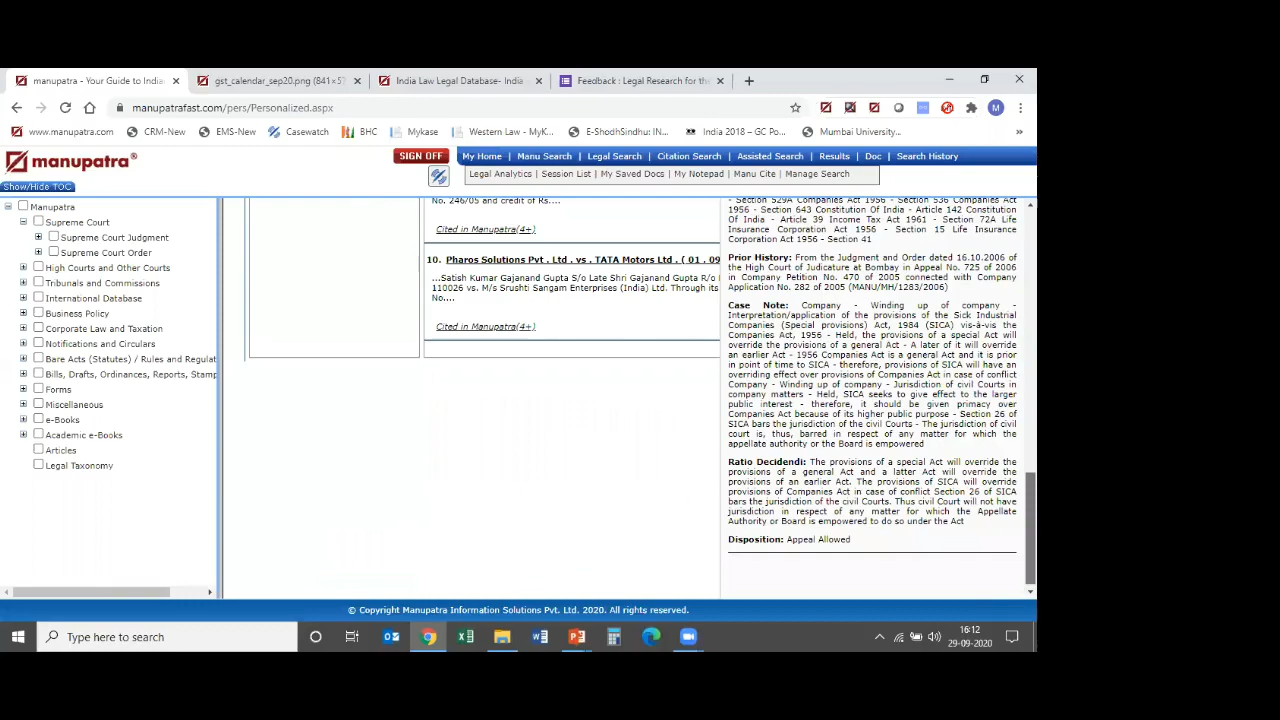 manupatra - Your Guide to India
gst_calendar_sep20.png (841×5
India Law Legal Database- India
Feedback : Legal Research for the
manupatrafast.com/pers/Personalized.aspx
M
www.manupatra.com
CRM-New
EMS-New
Casewatch
BHC
Mykase
Western Law - MyK...
E-ShodhSindhu: IN...
India 2018 – GC Po...
Mumbai University...
»
manupatra®
SIGN OFF
My Home | Manu Search | Legal Search | Citation Search | Assisted Search | Results | Doc | Search History
Legal Analytics | Session List | My Saved Docs | My Notepad | Manu Cite | Manage Search
Show/Hide TOC
Manupatra
Supreme Court
Supreme Court Judgment
Supreme Court Order
High Courts and Other Courts
Tribunals and Commissions
International Database
Business Policy
Corporate Law and Taxation
Notifications and Circulars
Bare Acts (Statutes) / Rules and Regulat
Bills, Drafts, Ordinances, Reports, Stamp
Forms
Miscellaneous
e-Books
Academic e-Books
Articles
Legal Taxonomy
No. 246/05 and credit of Rs....
Cited in Manupatra(4+)
10. Pharos Solutions Pvt . Ltd . vs . TATA Motors Ltd . ( 01 . 09
...Satish Kumar Gajanand Gupta S/o Late Shri Gajanand Gupta R/o
110026 vs. M/s Srushti Sangam Enterprises (India) Ltd. Through its
No....
Cited in Manupatra(4+)
- Section 529A Companies Act 1956 - Section 536 Companies Act
1956 - Section 643 Constitution Of India - Article 142 Constitution
Of India - Article 39 Income Tax Act 1961 - Section 72A Life
Insurance Corporation Act 1956 - Section 15 Life Insurance
Corporation Act 1956 - Section 41
Prior History: From the Judgment and Order dated 16.10.2006 of
the High Court of Judicature at Bombay in Appeal No. 725 of 2006
in Company Petition No. 470 of 2005 connected with Company
Application No. 282 of 2005 (MANU/MH/1283/2006)
Case Note: Company - Winding up of company -
Interpretation/application of the provisions of the Sick Industrial
Companies (Special provisions) Act, 1984 (SICA) vis-à-vis the
Companies Act, 1956 - Held, the provisions of a special Act will
override the provisions of a general Act - A later of it will override
an earlier Act - 1956 Companies Act is a general Act and it is prior
in point of time to SICA - therefore, provisions of SICA will have an
overriding effect over provisions of Companies Act in case of conflict
Company - Winding up of company - Jurisdiction of civil Courts in
company matters - Held, SICA seeks to give effect to the larger
public interest - therefore, it should be given primacy over
Companies Act because of its higher public purpose - Section 26 of
SICA bars the jurisdiction of the civil Courts - The jurisdiction of civil
court is, thus, barred in respect of any matter for which the
appellate authority or the Board is empowered
Ratio Decidendi: The provisions of a special Act will override the
provisions of a general Act and a latter Act will override the
provisions of an earlier Act. The provisions of SICA will override
provisions of Companies Act in case of conflict Section 26 of SICA
bars the jurisdiction of the civil Courts. Thus civil Court will not have
jurisdiction in respect of any matter for which the Appellate
Authority or Board is empowered to do so under the Act
Disposition: Appeal Allowed
© Copyright Manupatra Information Solutions Pvt. Ltd. 2020. All rights reserved.
Type here to search
16:12
29-09-2020